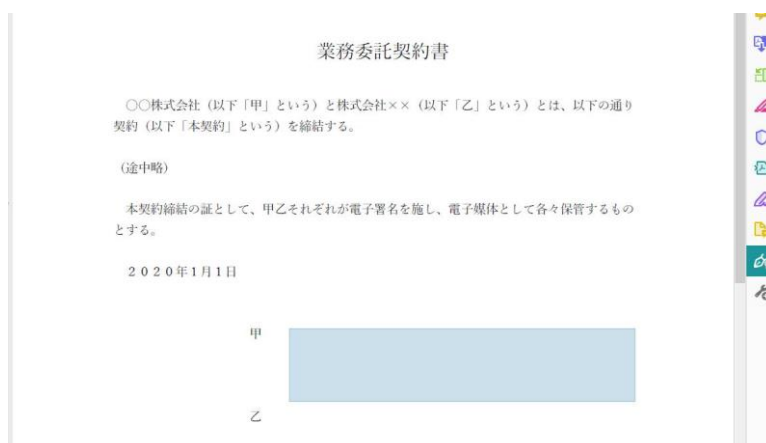 業務委託契約書
○○株式会社（以下「甲」という）と株式会社××（以下「乙」という）とは、以下の通り
契約（以下「本契約」という）を締結する。
（途中略）
本契約締結の証として、甲乙それぞれが電子署名を施し、電子媒体として各々保管するもの
とする。
２０２０年１月１日
甲
乙